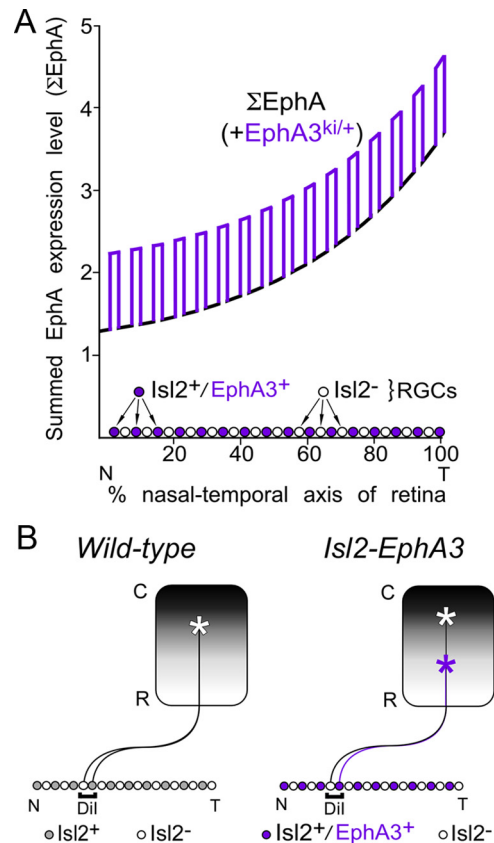 A
Summed EphA expression level (ΣEphA)
5
4
3
2
1
ΣEphA
(+EphA3ki/+)
Isl2+/EphA3+
Isl2- }RGCs
20 40 60 80 100
N T
% nasal-temporal axis of retina
B
Wild-type Isl2-EphA3
C
*
R
N DiI T
Isl2+ Isl2-
C
*
*
R
N DiI T
Isl2+/EphA3+ Isl2-